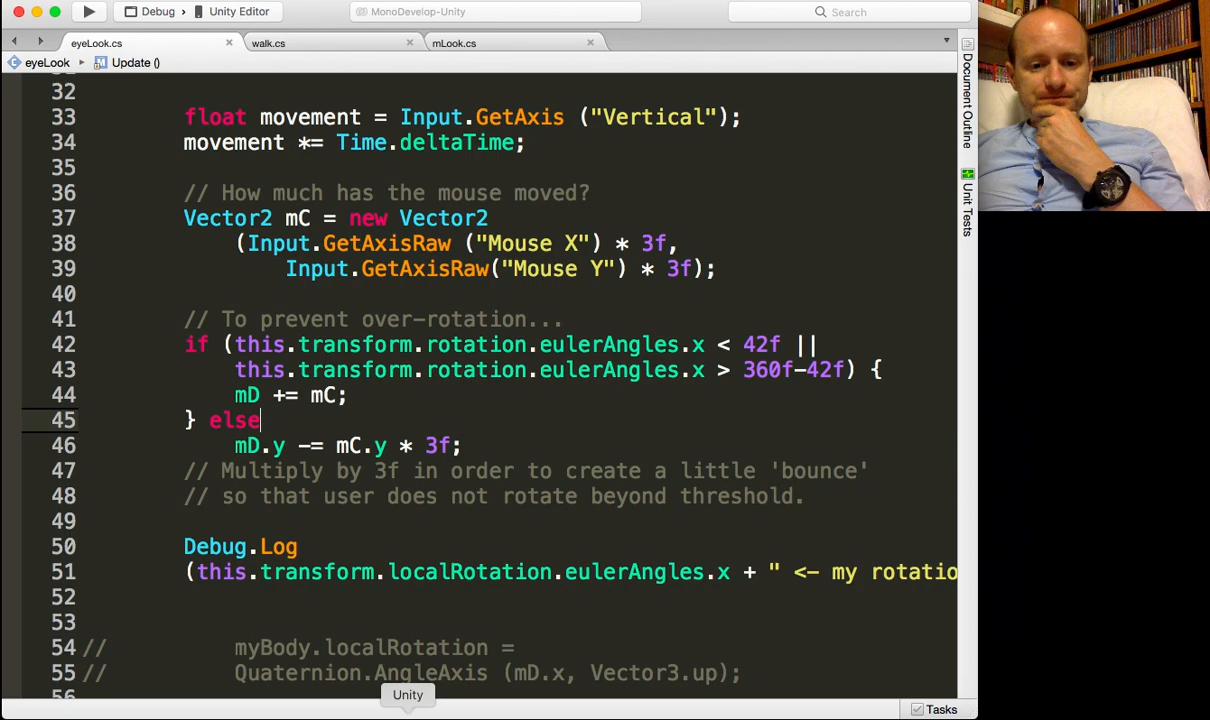 Debug > Unity Editor
MonoDevelop-Unity
Search
eyeLook.cs
walk.cs
mLook.cs
eyeLook
Update ()
32
33 float movement = Input.GetAxis ("Vertical");
34 movement *= Time.deltaTime;
35
36 // How much has the mouse moved?
37 Vector2 mC = new Vector2
38 (Input.GetAxisRaw ("Mouse X") * 3f,
39 Input.GetAxisRaw("Mouse Y") * 3f);
40
41 // To prevent over-rotation...
42 if (this.transform.rotation.eulerAngles.x < 42f ||
43 this.transform.rotation.eulerAngles.x > 360f-42f) {
44 mD += mC;
45 } else
46 mD.y -= mC.y * 3f;
47 // Multiply by 3f in order to create a little 'bounce'
48 // so that user does not rotate beyond threshold.
49
50 Debug.Log
51 (this.transform.localRotation.eulerAngles.x + " <- my rotatio
52
53
54 // myBody.localRotation =
55 // Quaternion.AngleAxis (mD.x, Vector3.up);
56
Unity
Tasks
Document Outline
Unit Tests